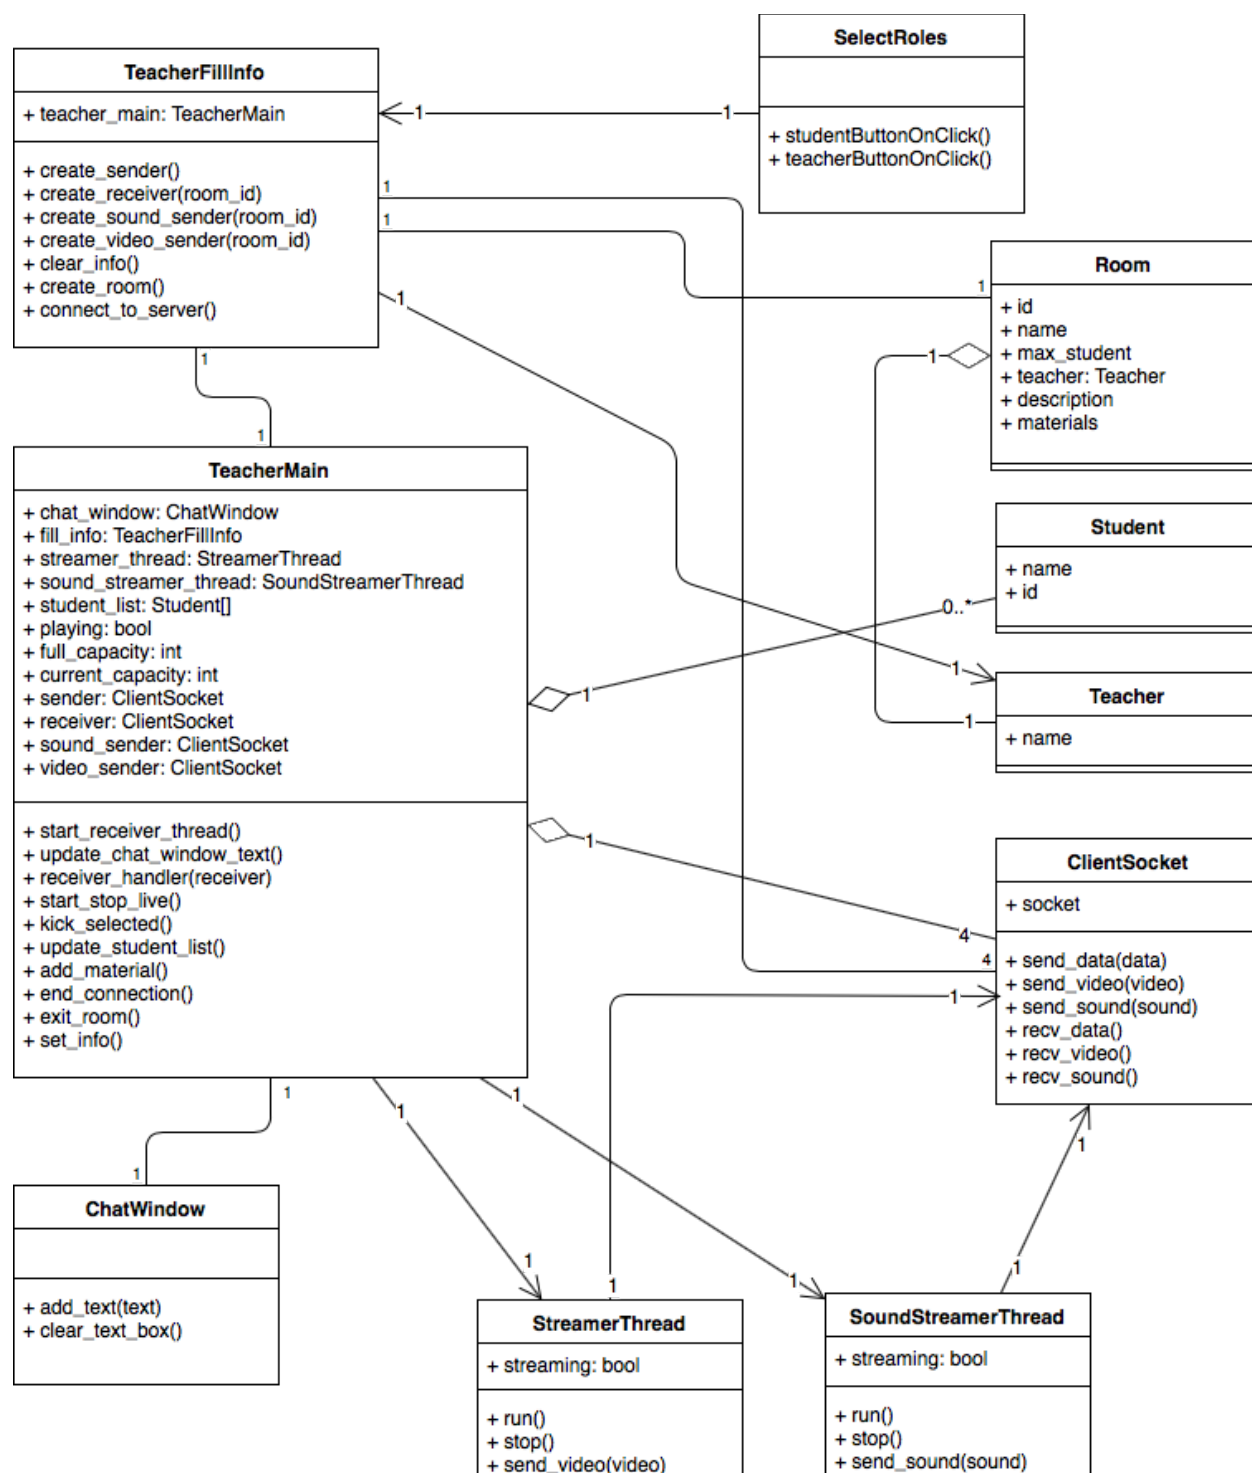 SelectRoles
+ studentButtonOnClick()
+ teacherButtonOnClick()
TeacherFillInfo
+ teacher_main: TeacherMain
+ create_sender()
+ create_receiver(room_id)
+ create_sound_sender(room_id)
+ create_video_sender(room_id)
+ clear_info()
+ create_room()
+ connect_to_server()
1
1
1
1
1
1
1
1
Room
+ id
+ name
+ max_student
+ teacher: Teacher
+ description
+ materials
1
TeacherMain
+ chat_window: ChatWindow
+ fill_info: TeacherFillInfo
+ streamer_thread: StreamerThread
+ sound_streamer_thread: SoundStreamerThread
+ student_list: Student[]
+ playing: bool
+ full_capacity: int
+ current_capacity: int
+ sender: ClientSocket
+ receiver: ClientSocket
+ sound_sender: ClientSocket
+ video_sender: ClientSocket
+ start_receiver_thread()
+ update_chat_window_text()
+ receiver_handler(receiver)
+ start_stop_live()
+ kick_selected()
+ update_student_list()
+ add_material()
+ end_connection()
+ exit_room()
+ set_info()
Student
+ name
+ id
0..*
1
1
Teacher
+ name
1
1
4
4
ClientSocket
+ socket
+ send_data(data)
+ send_video(video)
+ send_sound(sound)
+ recv_data()
+ recv_video()
+ recv_sound()
1
1
1
1
1
1
ChatWindow
+ add_text(text)
+ clear_text_box()
1
1
1
1
1
StreamerThread
+ streaming: bool
+ run()
+ stop()
+ send_video(video)
SoundStreamerThread
+ streaming: bool
+ run()
+ stop()
+ send_sound(sound)